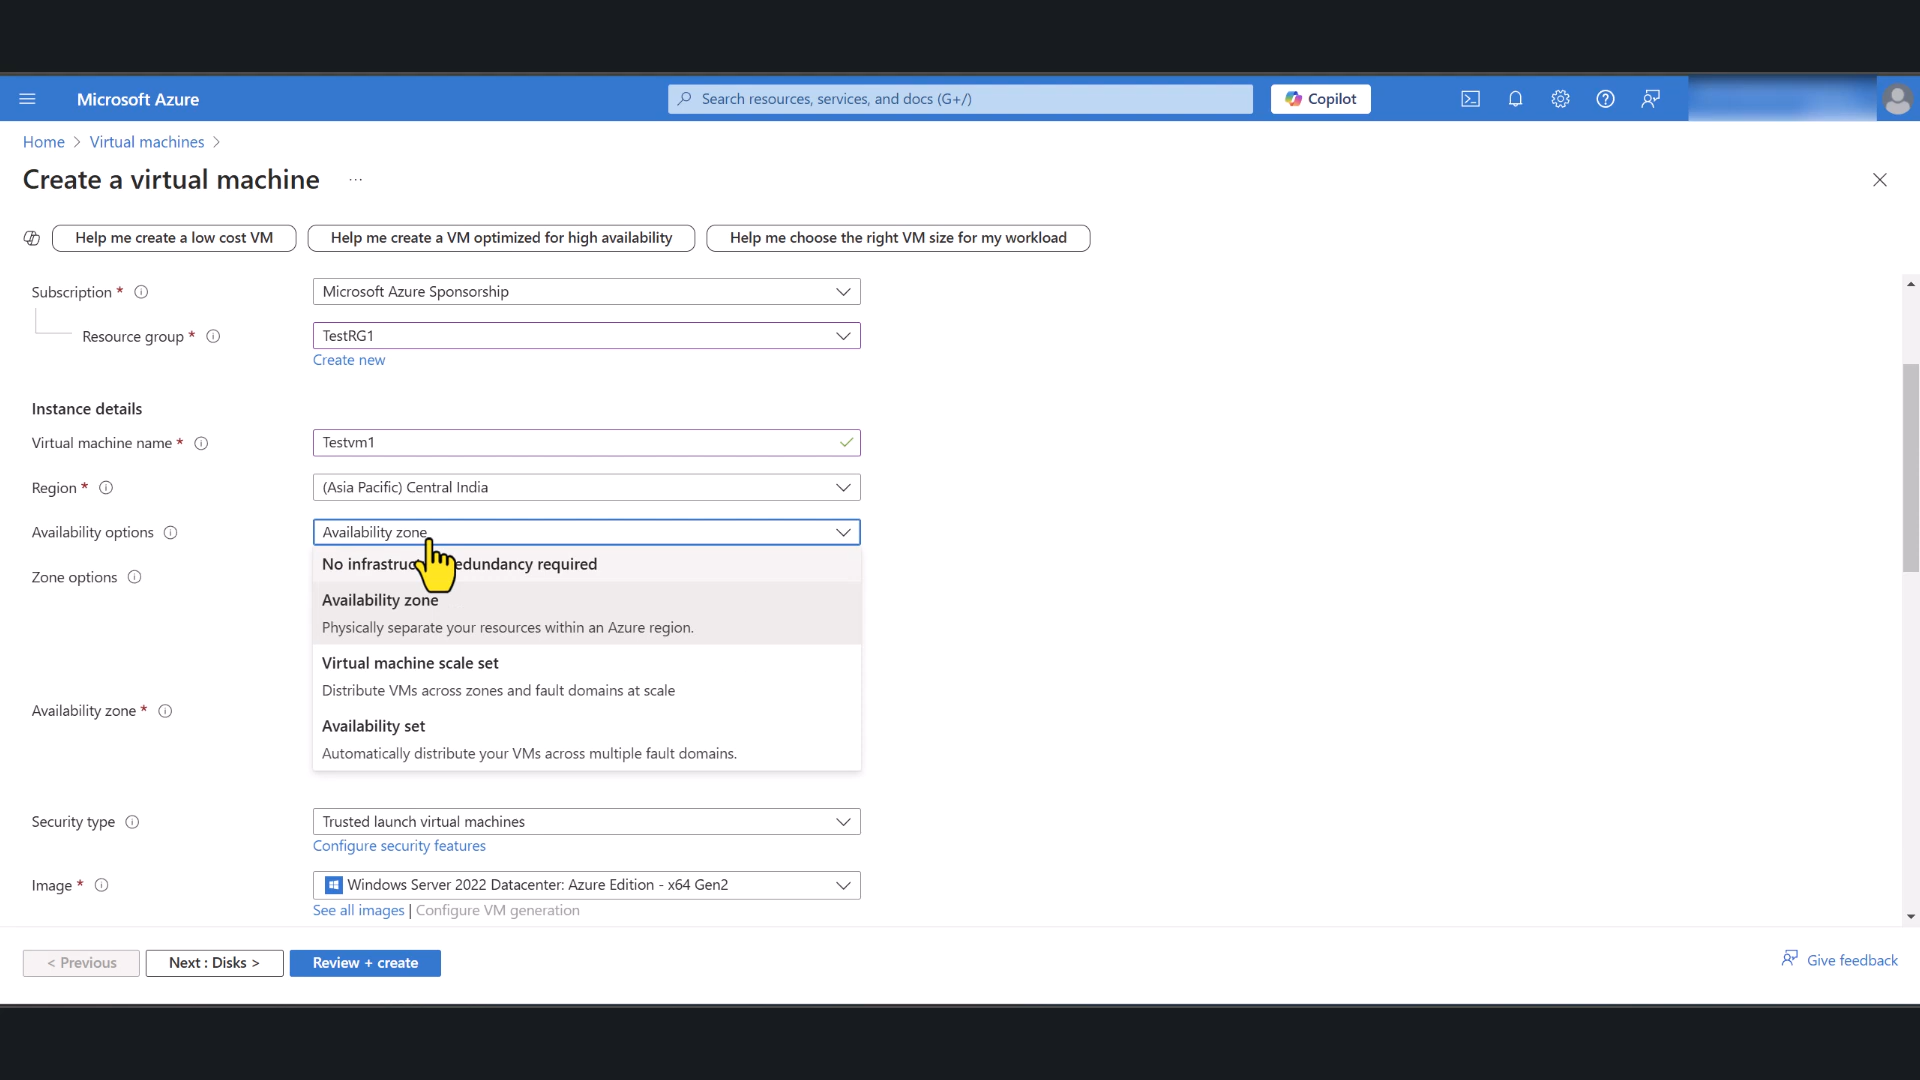 Microsoft Azure
Search resources, services, and docs (G+/)
Copilot
Home > Virtual machines >
Create a virtual machine ...
Help me create a low cost VM
Help me create a VM optimized for high availability
Help me choose the right VM size for my workload
Subscription *
Microsoft Azure Sponsorship
Resource group *
TestRG1
Create new
Instance details
Virtual machine name *
Testvm1
Region *
(Asia Pacific) Central India
Availability options
Availability zone
Zone options
No infrastruc edundancy required
Availability zone
Physically separate your resources within an Azure region.
Virtual machine scale set
Distribute VMs across zones and fault domains at scale
Availability zone *
Availability set
Automatically distribute your VMs across multiple fault domains.
Security type
Trusted launch virtual machines
Configure security features
Image *
Windows Server 2022 Datacenter: Azure Edition - x64 Gen2
See all images | Configure VM generation
< Previous
Next : Disks >
Review + create
Give feedback